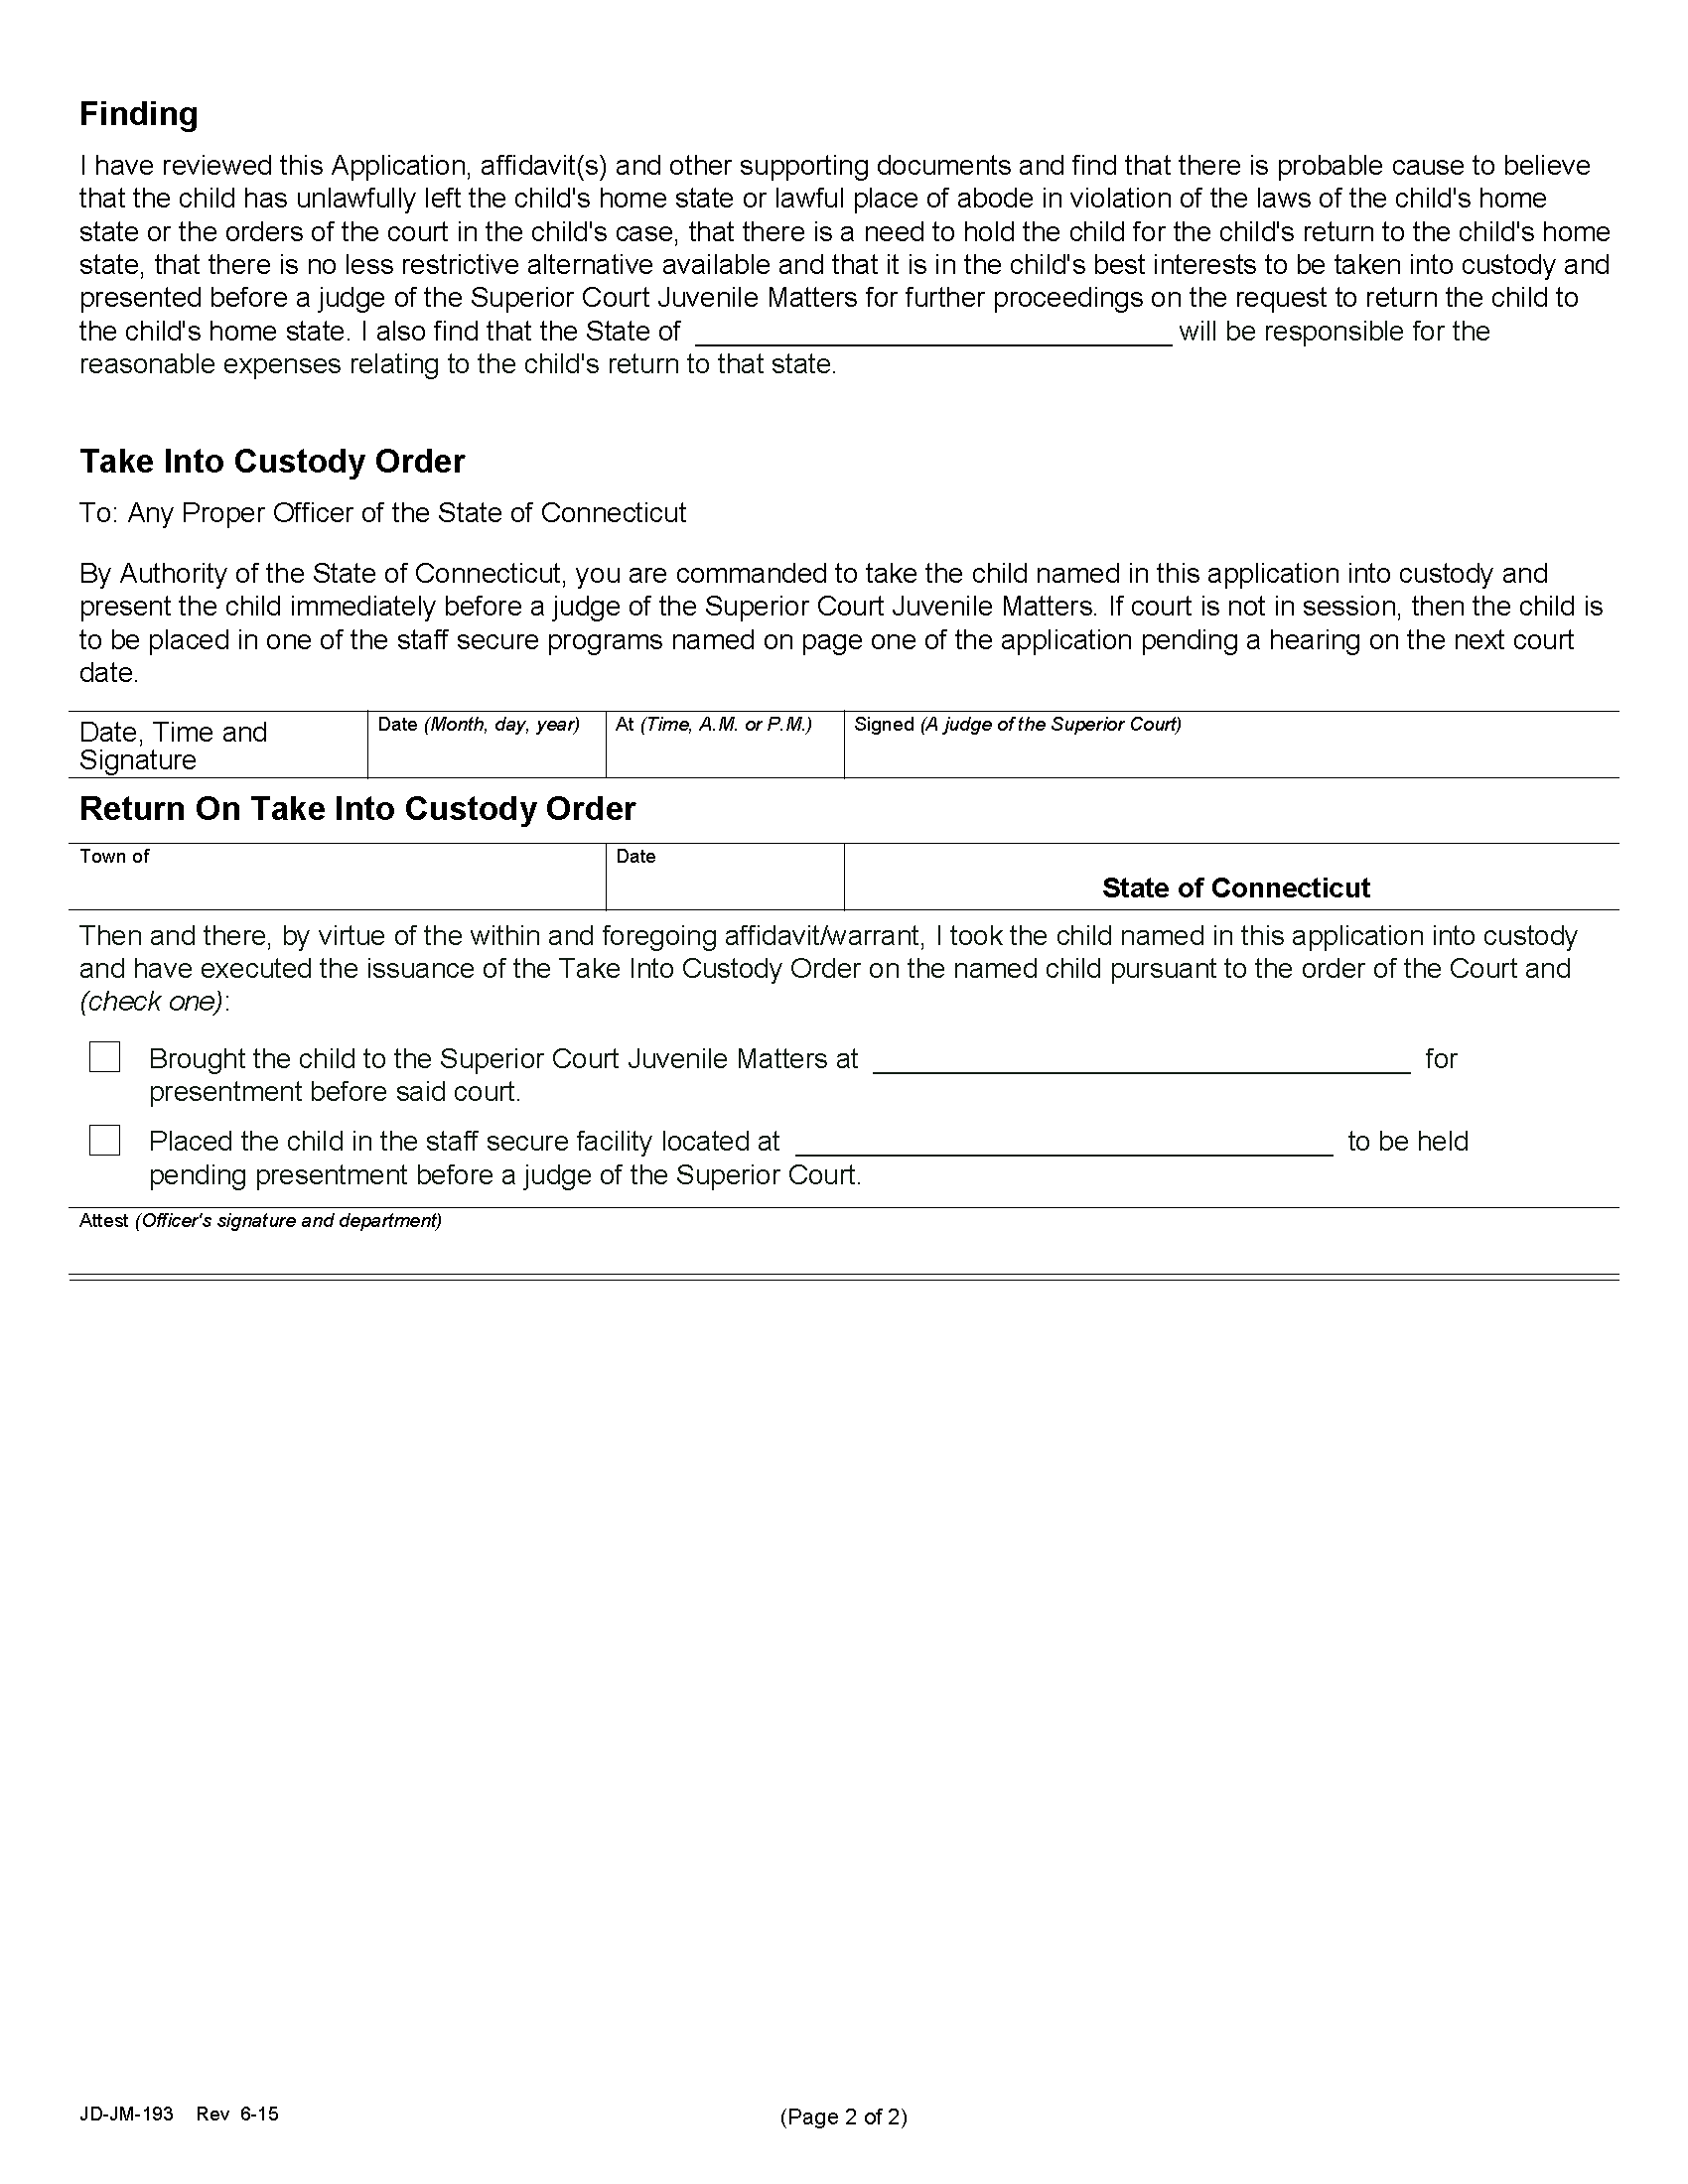 Finding
I have reviewed this Application, affidavit(s) and other supporting documents and find that there is probable cause to believe
that the child has unlawfully left the child's home state or lawful place of abode in violation of the laws of the child's home
state or the orders of the court in the child's case, that there is a need to hold the child for the child's return to the child's home
state, that there is no less restrictive alternative available and that it is in the child's best interests to be taken into custody and
presented before a judge of the Superior Court Juvenile Matters for further proceedings on the request to return the child to
the child's home state. I also find that the State of will be responsible for the
reasonable expenses relating to the child's return to that state.
Take Into Custody Order
To: Any Proper Officer of the State of Connecticut
By Authority of the State of Connecticut, you are commanded to take the child named in this application into custody and
present the child immediately before a judge of the Superior Court Juvenile Matters. If court is not in session, then the child is
to be placed in one of the staff secure programs named on page one of the application pending a hearing on the next court
date.
Date, Time and
Signature
Date (Month, day, year)
At (Time, A.M. or P.M.)
Signed (A judge of the Superior Court)
Return On Take Into Custody Order
Town of
Date
State of Connecticut
Then and there, by virtue of the within and foregoing affidavit/warrant, I took the child named in this application into custody
and have executed the issuance of the Take Into Custody Order on the named child pursuant to the order of the Court and
(check one):
Brought the child to the Superior Court Juvenile Matters at for
presentment before said court.
Placed the child in the staff secure facility located at to be held
pending presentment before a judge of the Superior Court.
Attest (Officer's signature and department)
JD-JM-193 Rev 6-15
(Page 2 of 2)